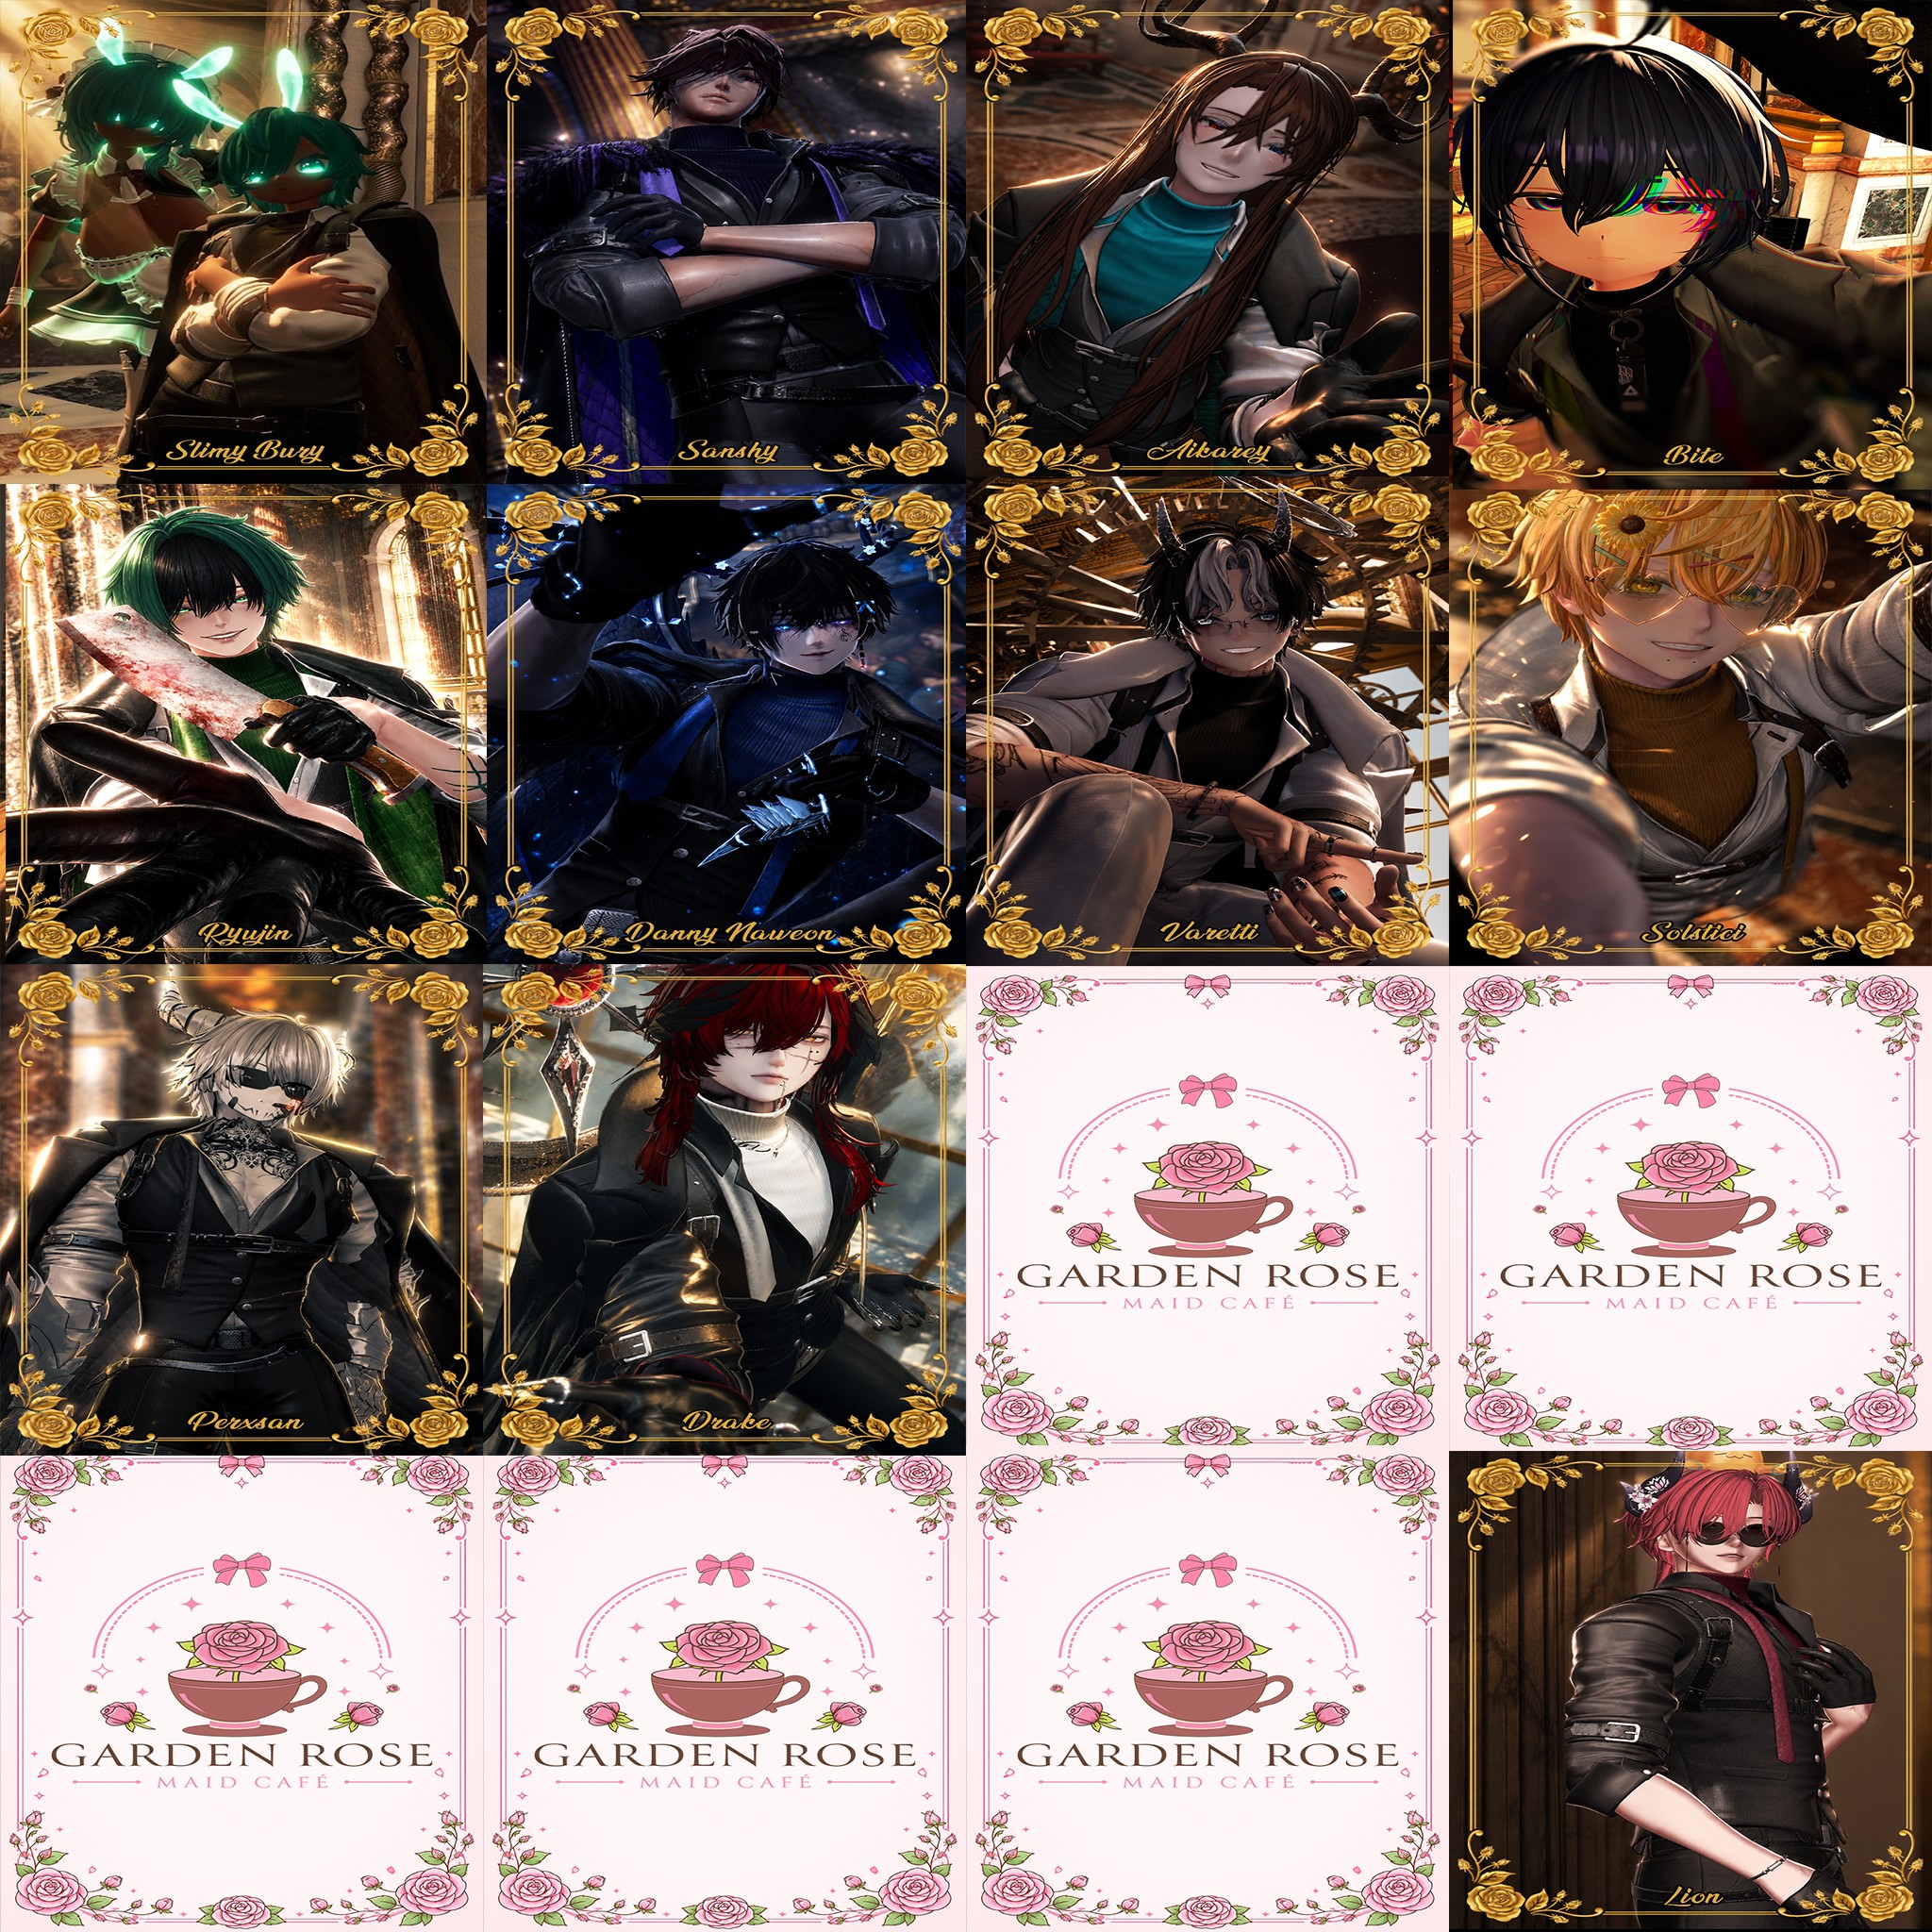 Slimy Bury
Sanshy
Aikarey
Bite
Ryujin
Danny Naweon
Varetti
Solstici
Perxsan
Drake
GARDEN ROSE
MAID CAFÉ
GARDEN ROSE
MAID CAFÉ
GARDEN ROSE
MAID CAFÉ
GARDEN ROSE
MAID CAFÉ
GARDEN ROSE
MAID CAFÉ
Lion